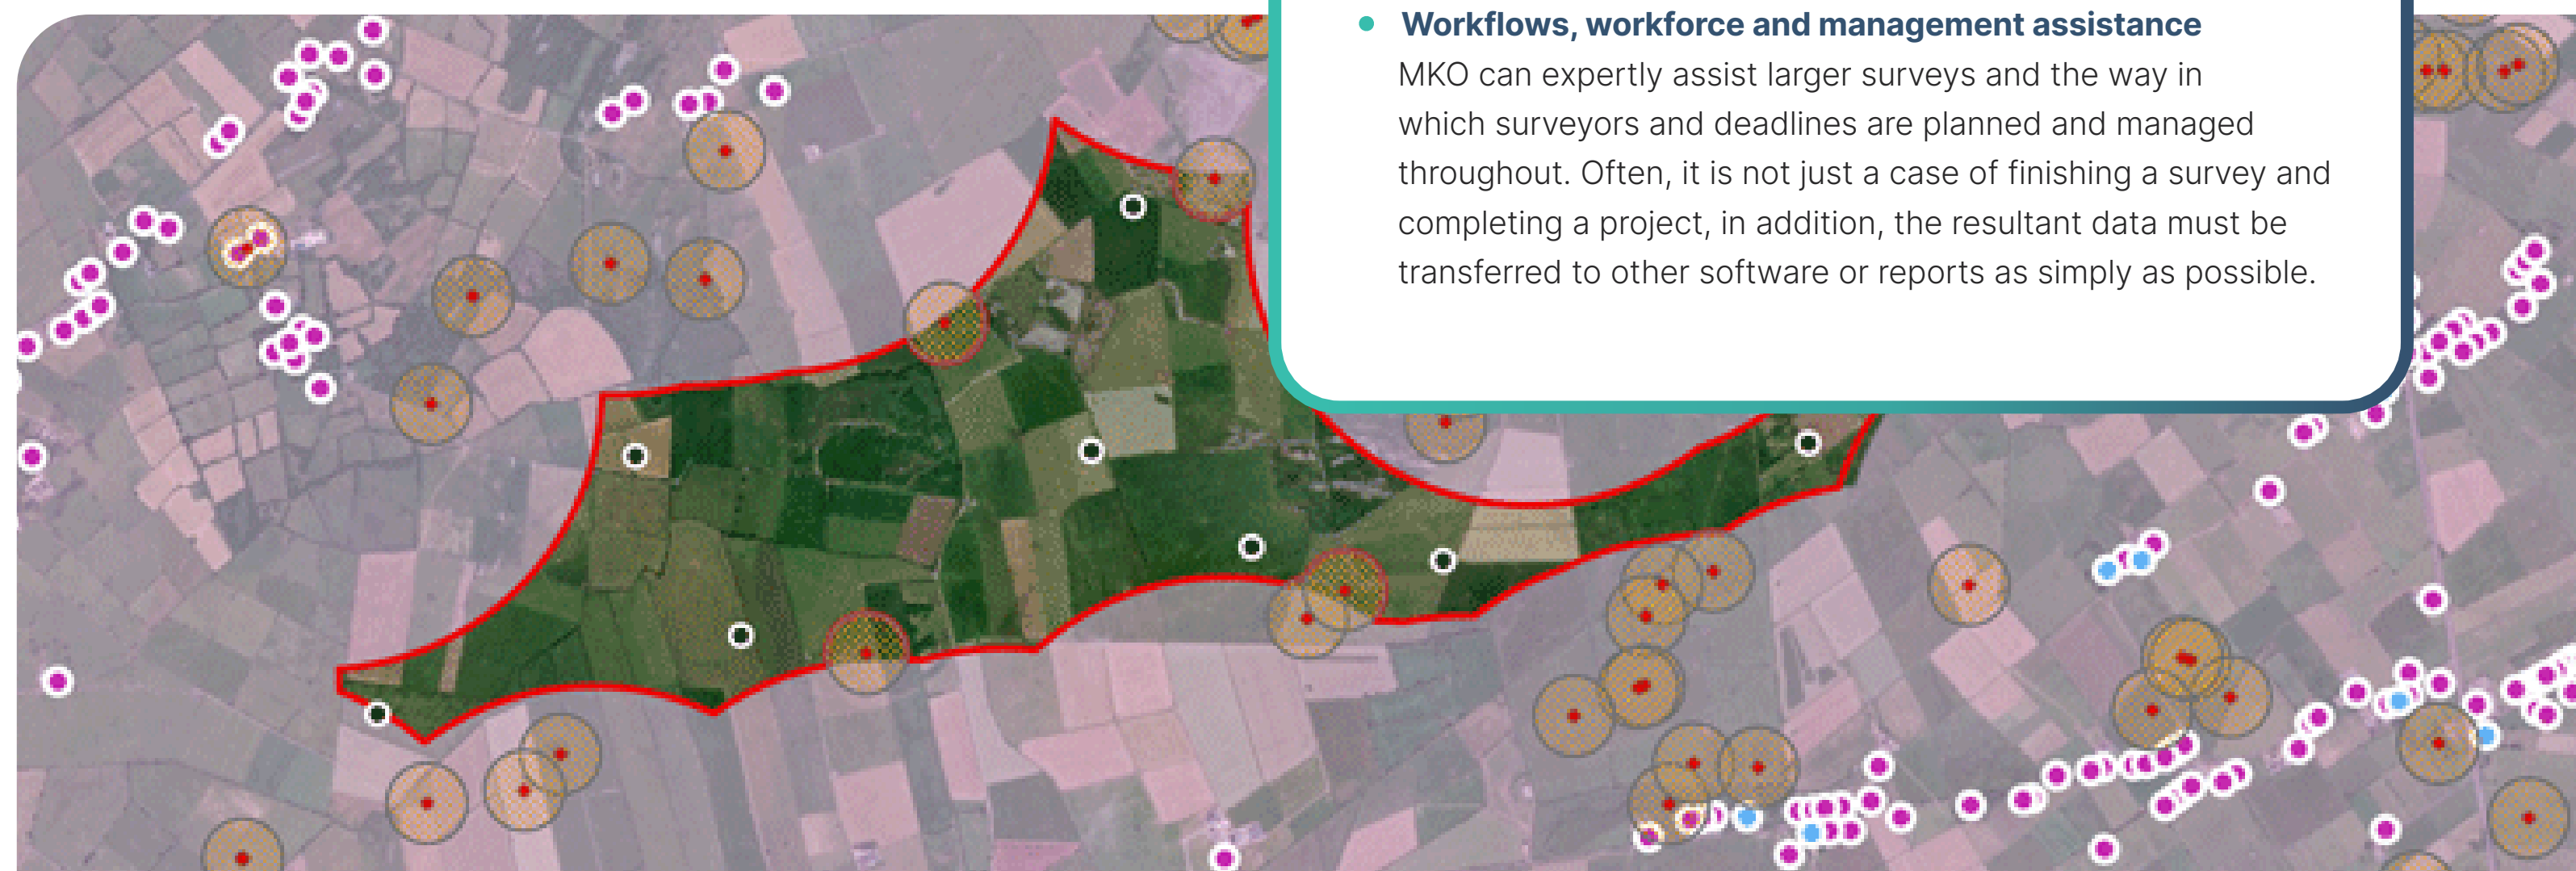 Workflows, workforce and management assistance
MKO can expertly assist larger surveys and the way in
which surveyors and deadlines are planned and managed
throughout. Often, it is not just a case of finishing a survey and
completing a project, in addition, the resultant data must be
transferred to other software or reports as simply as possible.